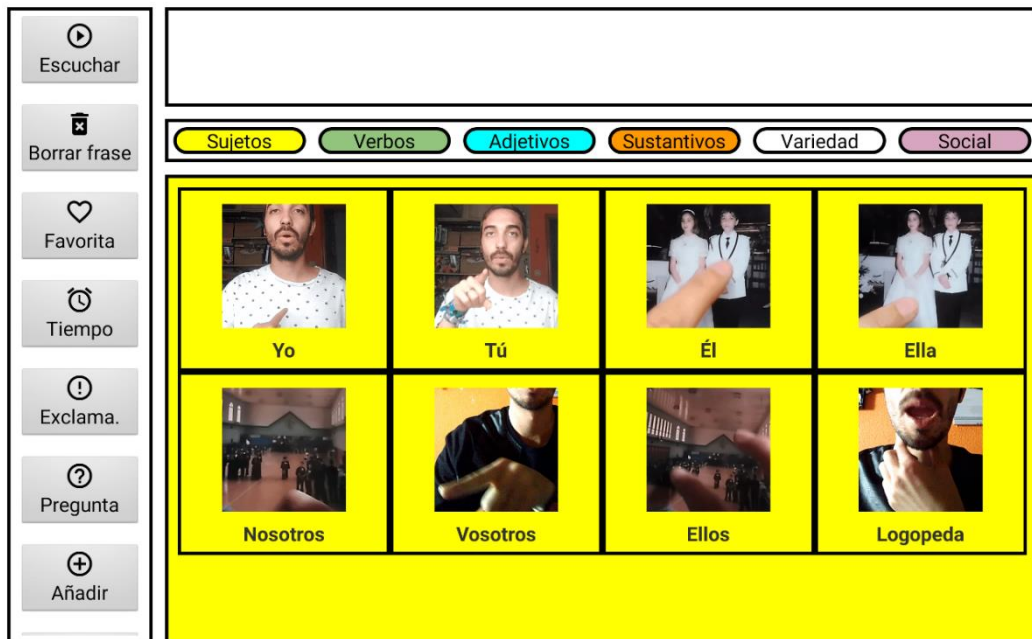 Escuchar
Borrar frase
Favorita
Tiempo
Exclama.
Pregunta
Añadir
Sujetos Verbos Adjetivos Sustantivos Variedad Social
Yo Tú Él Ella
Nosotros Vosotros Ellos Logopeda